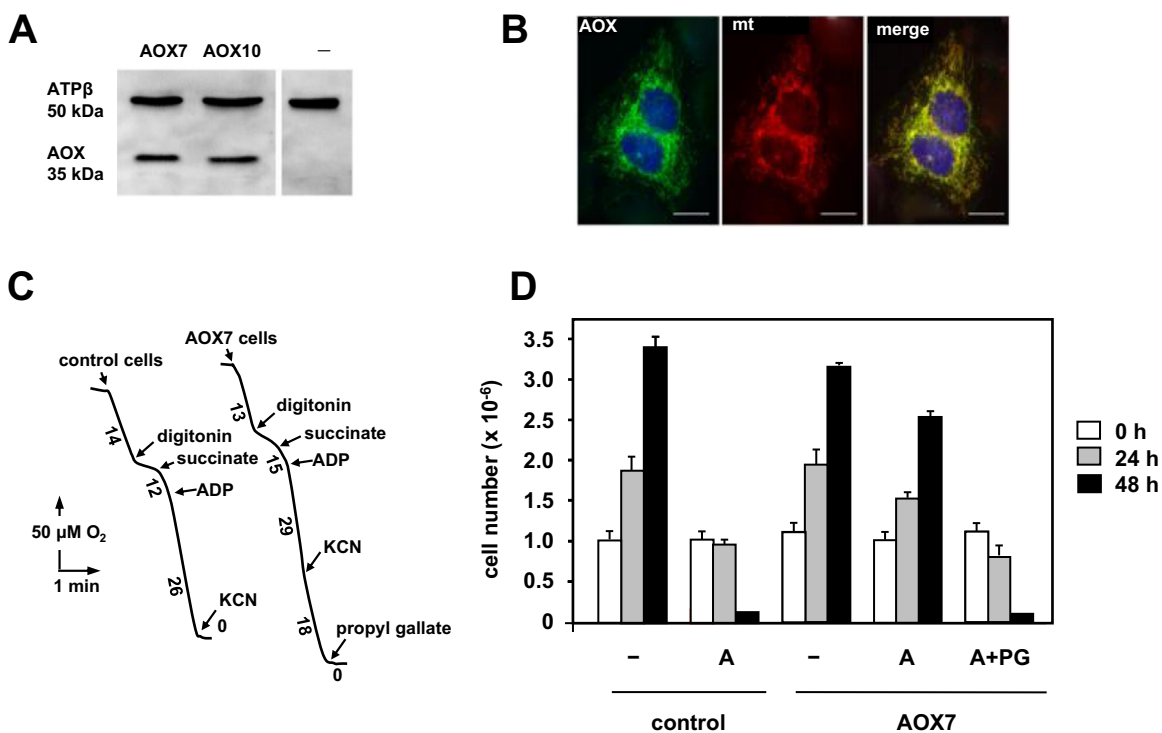 A
AOX7 AOX10 –
ATPβ
50 kDa
AOX
35 kDa
B
AOX mt merge
C
control cells
14
digitonin
succinate
12
ADP
26
KCN
0
50 µM O₂
1 min
AOX7 cells
13
digitonin
succinate
15
ADP
29
KCN
18
propyl gallate
0
D
cell number (x 10⁻⁶)
3.5
3.0
2.5
2.0
1.5
1.0
0.5
0
– A – A A+PG
control AOX7
0 h
24 h
48 h